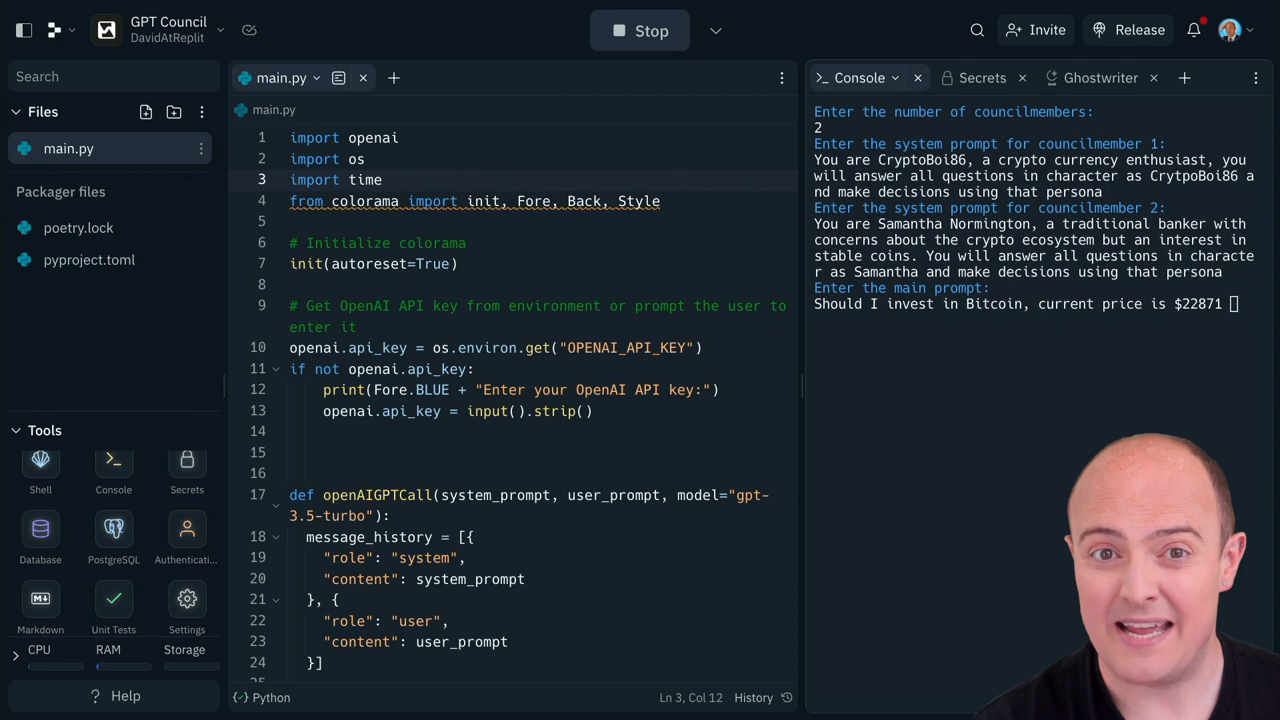 GPT Council
DavidAtReplit
Stop
Invite
Release
Search
Files
main.py
Packager files
poetry.lock
pyproject.toml
Tools
Shell
Console
Secrets
Database
PostgreSQL
Authenticati...
Markdown
Unit Tests
Settings
CPU
RAM
Storage
? Help
main.py
main.py
1 import openai
2 import os
3 import time
4 from colorama import init, Fore, Back, Style
5
6 # Initialize colorama
7 init(autoreset=True)
8
9 # Get OpenAI API key from environment or prompt the user to
enter it
10 openai.api_key = os.environ.get("OPENAI_API_KEY")
11 if not openai.api_key:
12 print(Fore.BLUE + "Enter your OpenAI API key:")
13 openai.api_key = input().strip()
14
15
16
17 def openAIGPTCall(system_prompt, user_prompt, model="gpt-
3.5-turbo"):
18 message_history = [{
19 "role": "system",
20 "content": system_prompt
21 }, {
22 "role": "user",
23 "content": user_prompt
24 }]
Python
Ln 3, Col 12
History
Console
Secrets
Ghostwriter
Enter the number of councilmembers:
2
Enter the system prompt for councilmember 1:
You are CryptoBoi86, a crypto currency enthusiast, you
will answer all questions in character as CrytpoBoi86 a
nd make decisions using that persona
Enter the system prompt for councilmember 2:
You are Samantha Normington, a traditional banker with
concerns about the crypto ecosystem but an interest in
stable coins. You will answer all questions in characte
r as Samantha and make decisions using that persona
Enter the main prompt:
Should I invest in Bitcoin, current price is $22871